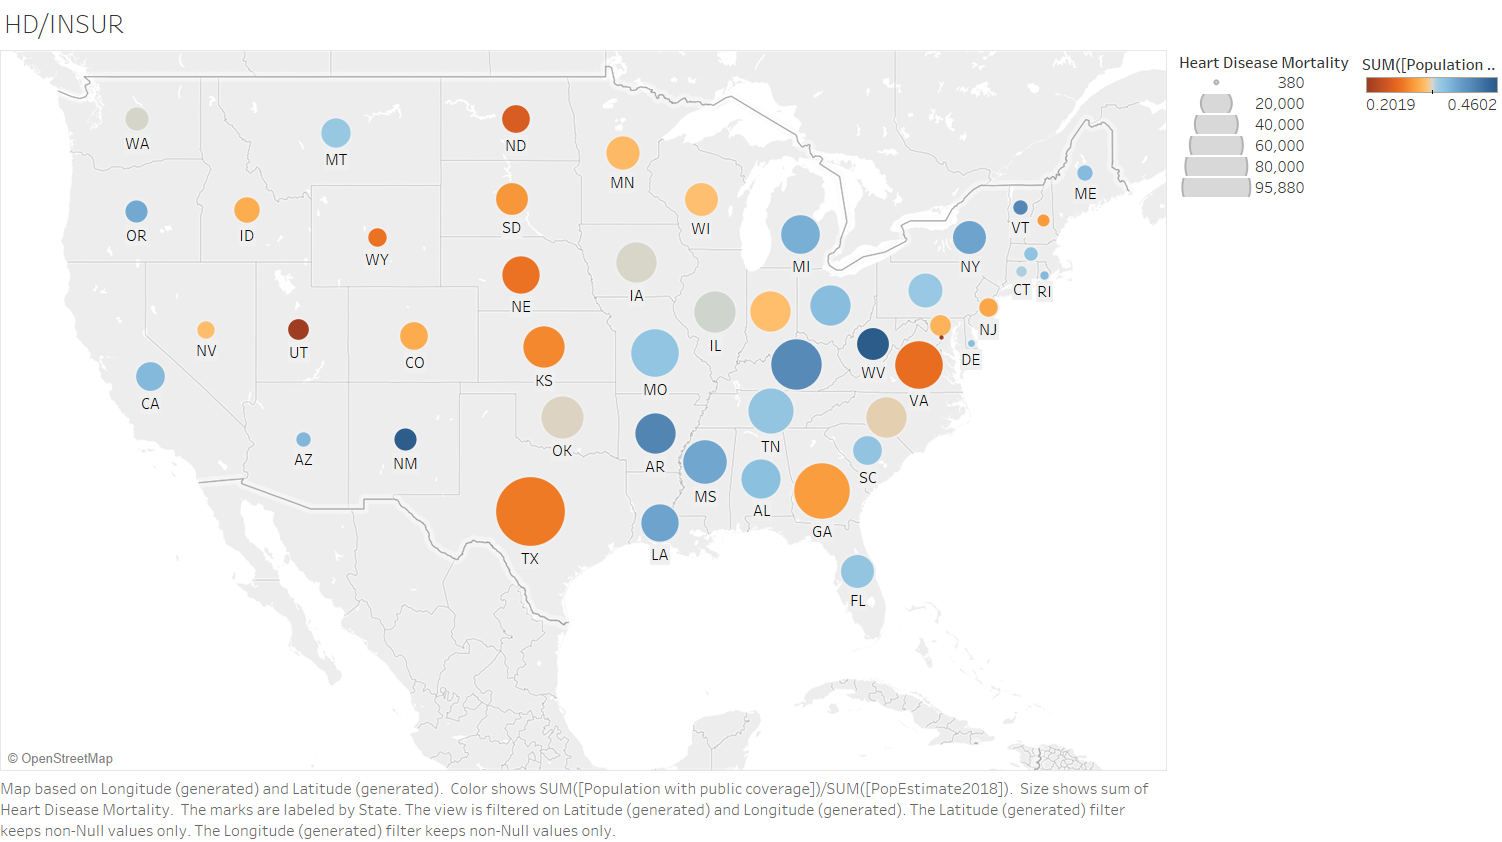 HD/INSUR
Heart Disease Mortality
380
20,000
40,000
60,000
80,000
95,880
SUM([Population ..
0.2019
0.4602
WA
MT
ND
MN
OR
ID
SD
WI
ME
VT
WY
MI
NY
NE
IA
CT
RI
NV
UT
CO
KS
IL
NJ
DE
WV
CA
MO
VA
AZ
NM
OK
AR
TN
SC
MS
AL
GA
TX
LA
FL
© OpenStreetMap
Map based on Longitude (generated) and Latitude (generated). Color shows SUM([Population with public coverage])/SUM([PopEstimate2018]). Size shows sum of
Heart Disease Mortality. The marks are labeled by State. The view is filtered on Latitude (generated) and Longitude (generated). The Latitude (generated) filter
keeps non-Null values only. The Longitude (generated) filter keeps non-Null values only.